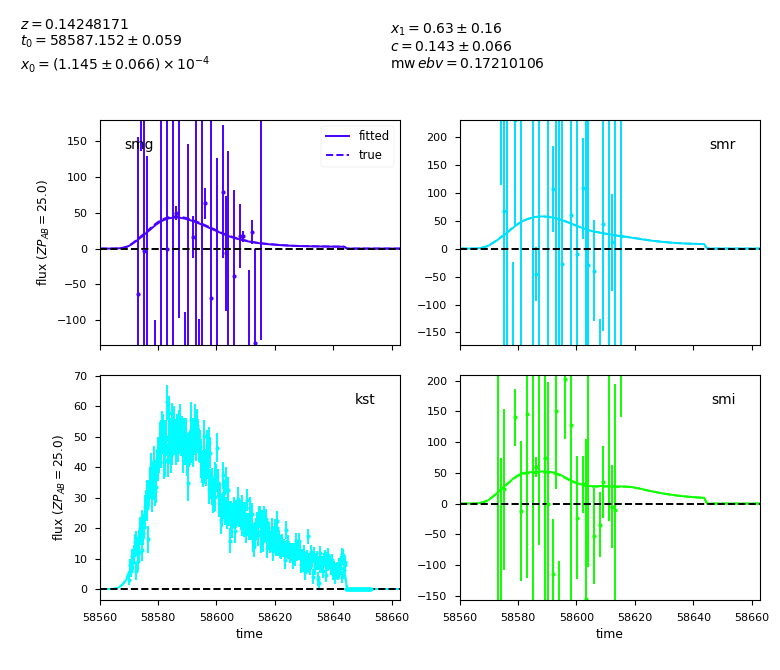 z = 0.14248171
t0 = 58587.152 ± 0.059
x0 = (1.145 ± 0.066) × 10^-4
x1 = 0.63 ± 0.16
c = 0.143 ± 0.066
mw ebv = 0.17210106
smg
fitted
true
150
100
50
0
−50
−100
flux (ZP_AB = 25.0)
smr
200
150
100
50
0
−50
−100
−150
kst
70
60
50
40
30
20
10
0
flux (ZP_AB = 25.0)
58560 58580 58600 58620 58640 58660
time
smi
200
150
100
50
0
−50
−100
−150
58560 58580 58600 58620 58640 58660
time